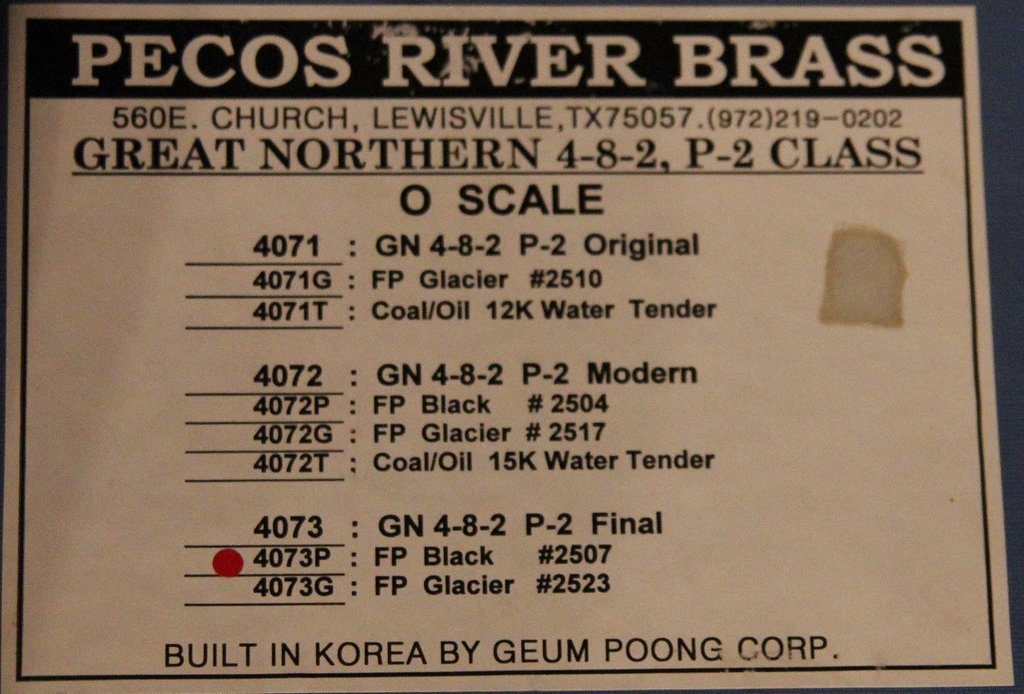 PECOS RIVER BRASS
560E. CHURCH, LEWISVILLE,TX75057.(972)219-0202
GREAT NORTHERN 4-8-2, P-2 CLASS
O SCALE
4071 : GN 4-8-2 P-2 Original
4071G : FP Glacier #2510
4071T : Coal/Oil 12K Water Tender
4072 : GN 4-8-2 P-2 Modern
4072P : FP Black # 2504
4072G : FP Glacier # 2517
4072T : Coal/Oil 15K Water Tender
4073 : GN 4-8-2 P-2 Final
4073P : FP Black #2507
4073G : FP Glacier #2523
BUILT IN KOREA BY GEUM POONG CORP.